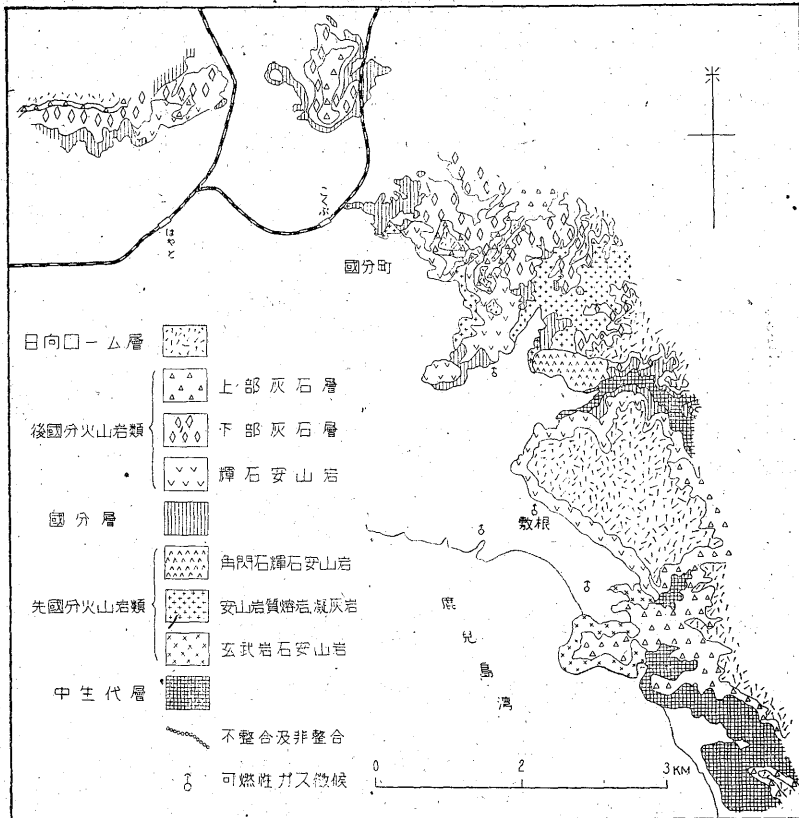 こくぶ
はやと
國分町
敷根
鹿兒島湾
日向ローム層
後國分火山岩類
上部灰石層
下部灰石層
輝石安山岩
國分層
先國分火山岩類
角閃石輝石安山岩
安山岩質熔岩,凝灰岩
玄武岩石安山岩
中生代層
不整合及非整合
可燃性ガス徴候
0 2 3 KM